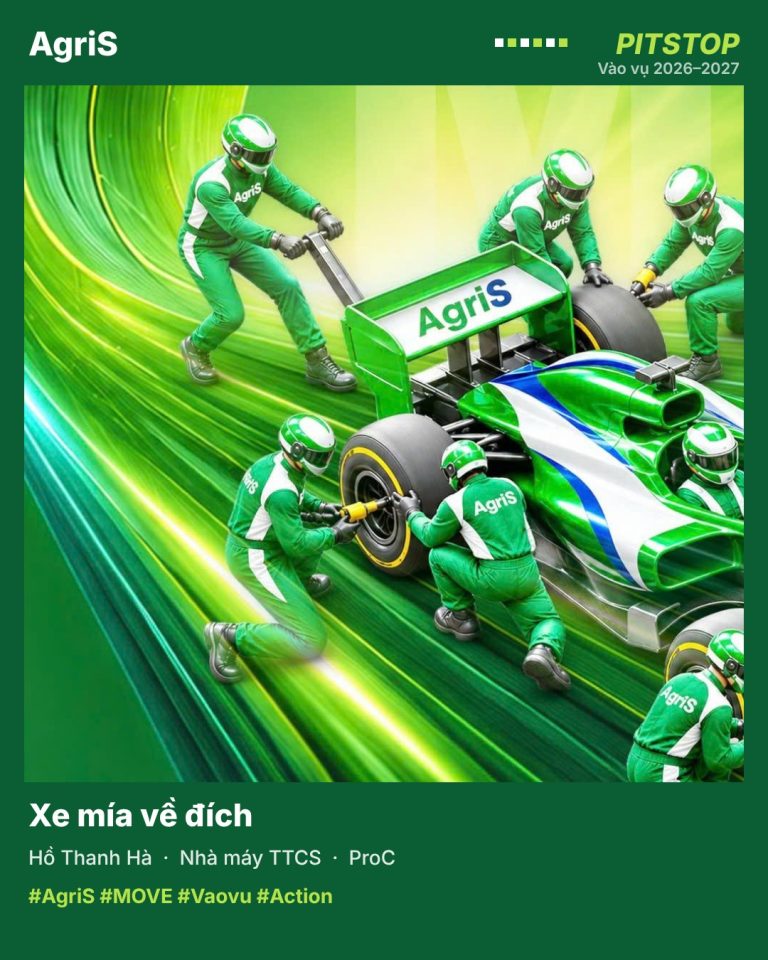 AgriS
PITSTOP
Vào vụ 2026–2027
AgriS
AgriS
AgriS
AgriS
AgriS
AgriS
AgriS
Xe mía về đích
Hồ Thanh Hà · Nhà máy TTCS · ProC
#AgriS #MOVE #Vaovu #Action